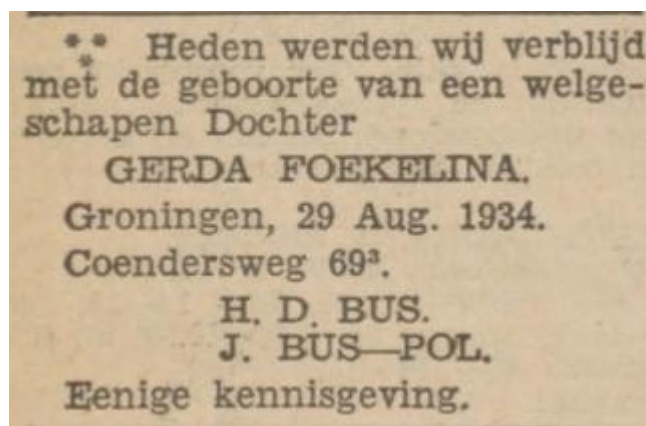 ⁂ Heden werden wij verblijd
met de geboorte van een welge-
schapen Dochter
GERDA FOEKELINA.
Groningen, 29 Aug. 1934.
Coendersweg 69³.
H. D. BUS.
J. BUS—POL.
Eenige kennisgeving.